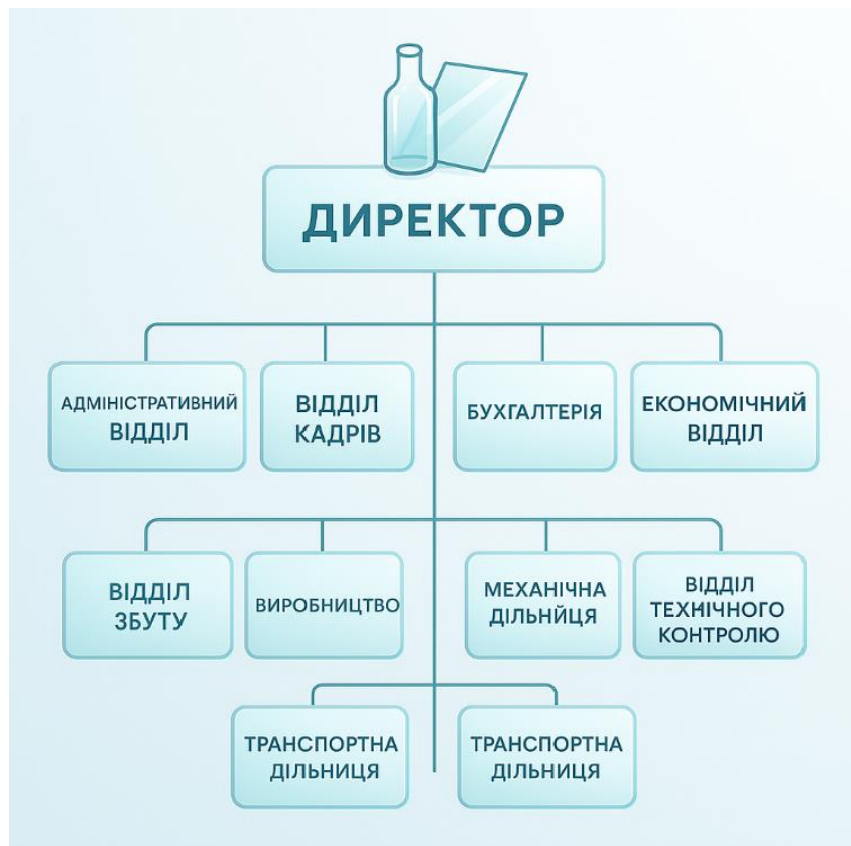 ДИРЕКТОР
АДМІНІСТРАТИВНИЙ
ВІДДІЛ
ВІДДІЛ
КАДРІВ
БУХГАЛТЕРІЯ
ЕКОНОМІЧНИЙ
ВІДДІЛ
ВІДДІЛ
ЗБУТУ
ВИРОБНИЦТВО
МЕХАНІЧНА
ДІЛЬНЙЦЯ
ВІДДІЛ
ТЕХНІЧНОГО
КОНТРОЛЮ
ТРАНСПОРТНА
ДІЛЬНИЦЯ
ТРАНСПОРТНА
ДІЛЬНИЦЯ